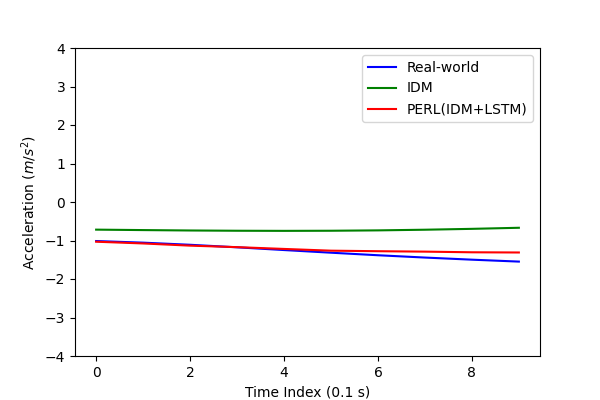 Real-world
IDM
PERL(IDM+LSTM)
4
3
2
1
0
−1
−2
−3
−4
Acceleration (m/s²)
0 2 4 6 8
Time Index (0.1 s)